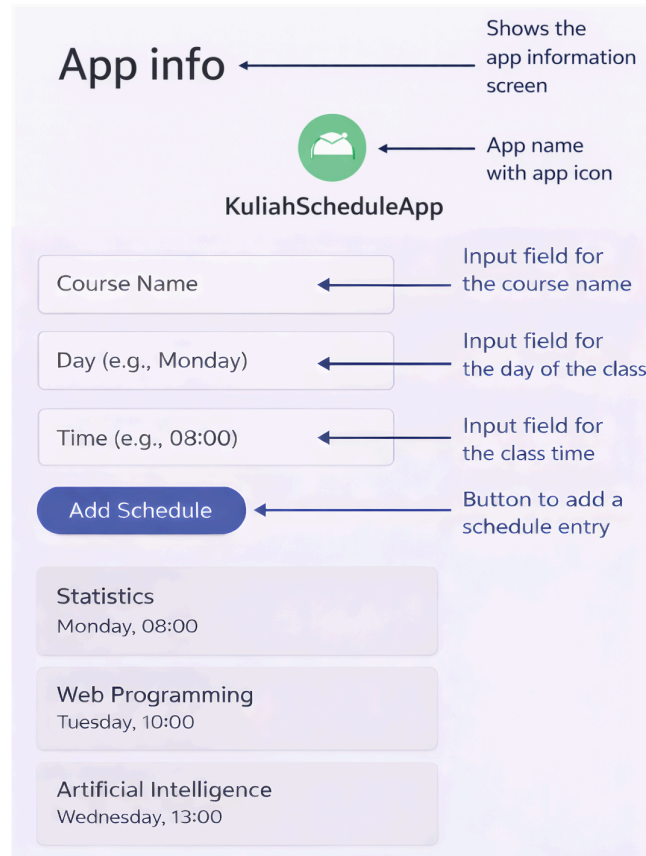 App info
Shows the
app information
screen
App name
with app icon
KuliahScheduleApp
Course Name
Input field for
the course name
Day (e.g., Monday)
Input field for
the day of the class
Time (e.g., 08:00)
Input field for
the class time
Add Schedule
Button to add a
schedule entry
Statistics
Monday, 08:00
Web Programming
Tuesday, 10:00
Artificial Intelligence
Wednesday, 13:00